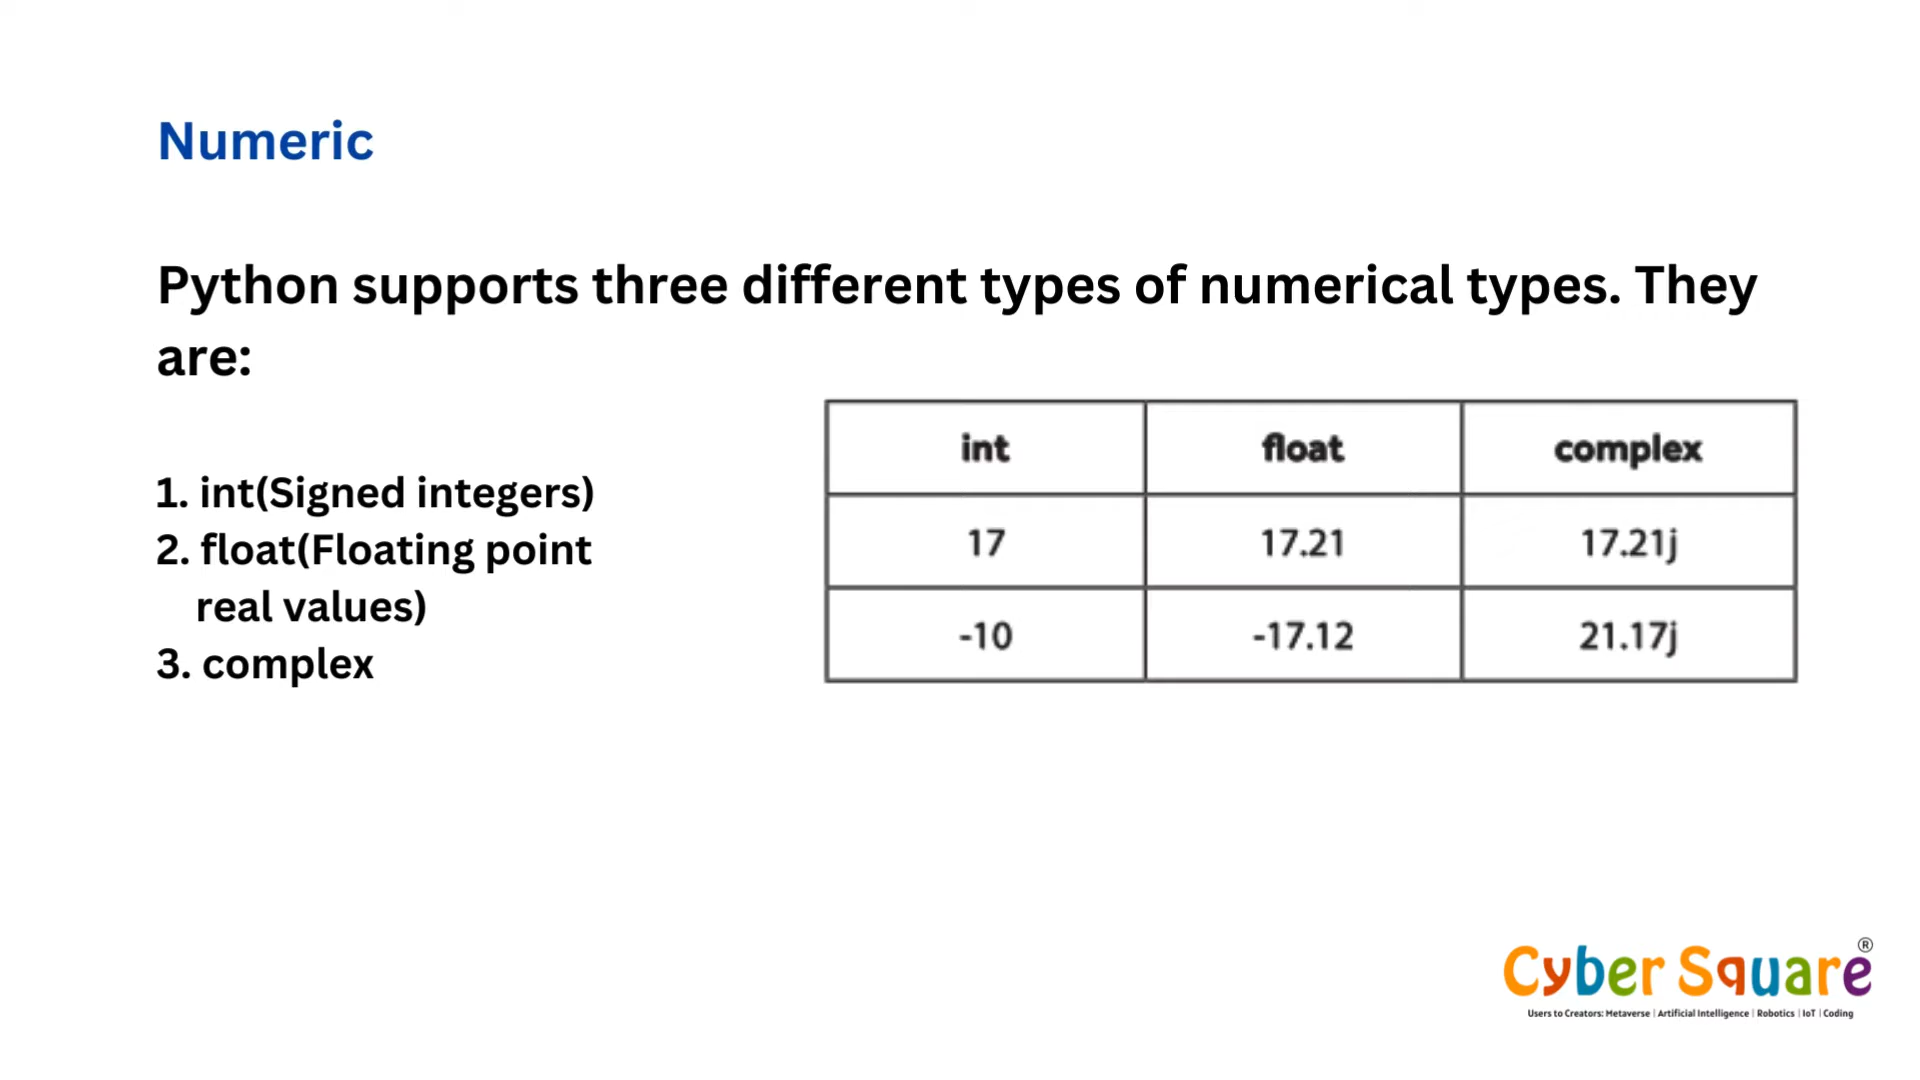 Numeric
Python supports three different types of numerical types. They
are:
1. int(Signed integers)
2. float(Floating point
real values)
3. complex
int float complex
17 17.21 17.21j
-10 -17.12 21.17j
Cyber Square®
Users to Creators: Metaverse | Artificial Intelligence | Robotics | IoT | Coding